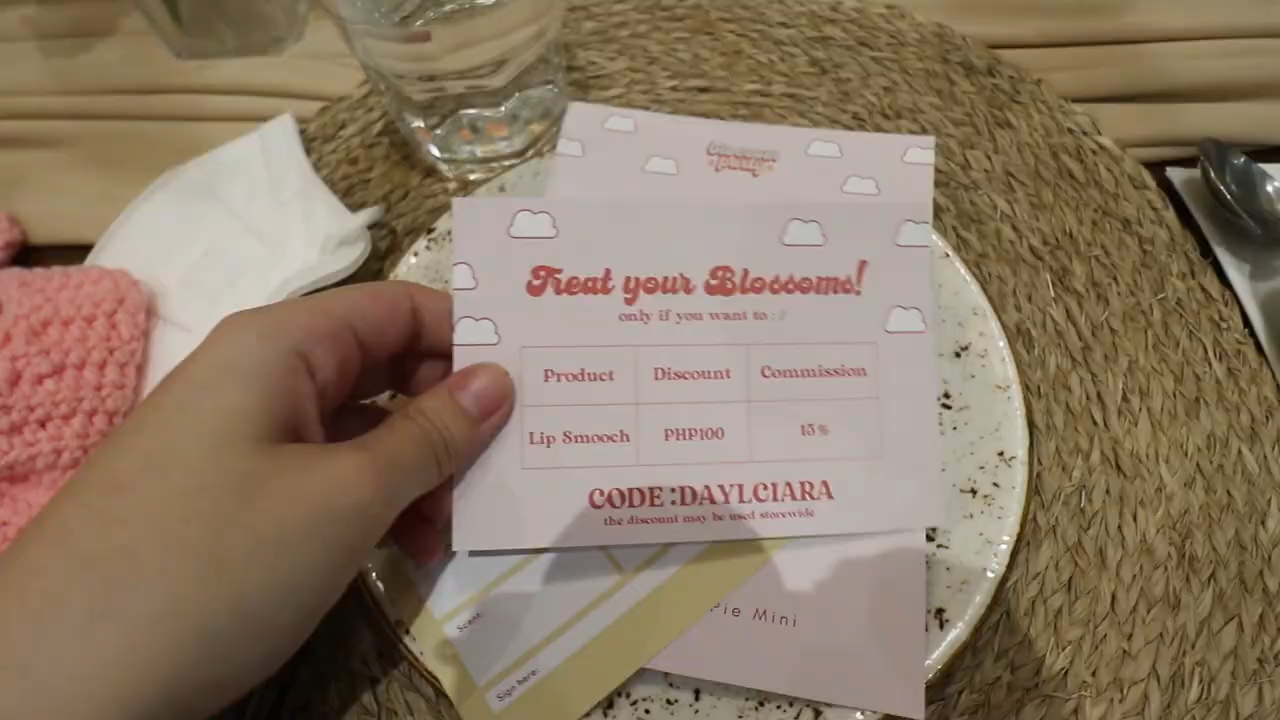 Treat your Blossoms!
only if you want to :)
Product Discount Commission
Lip Smooch PHP100 15%
CODE:DAYLCIARA
the discount may be used storewide
Scent:
Pie Mini
Sign here: